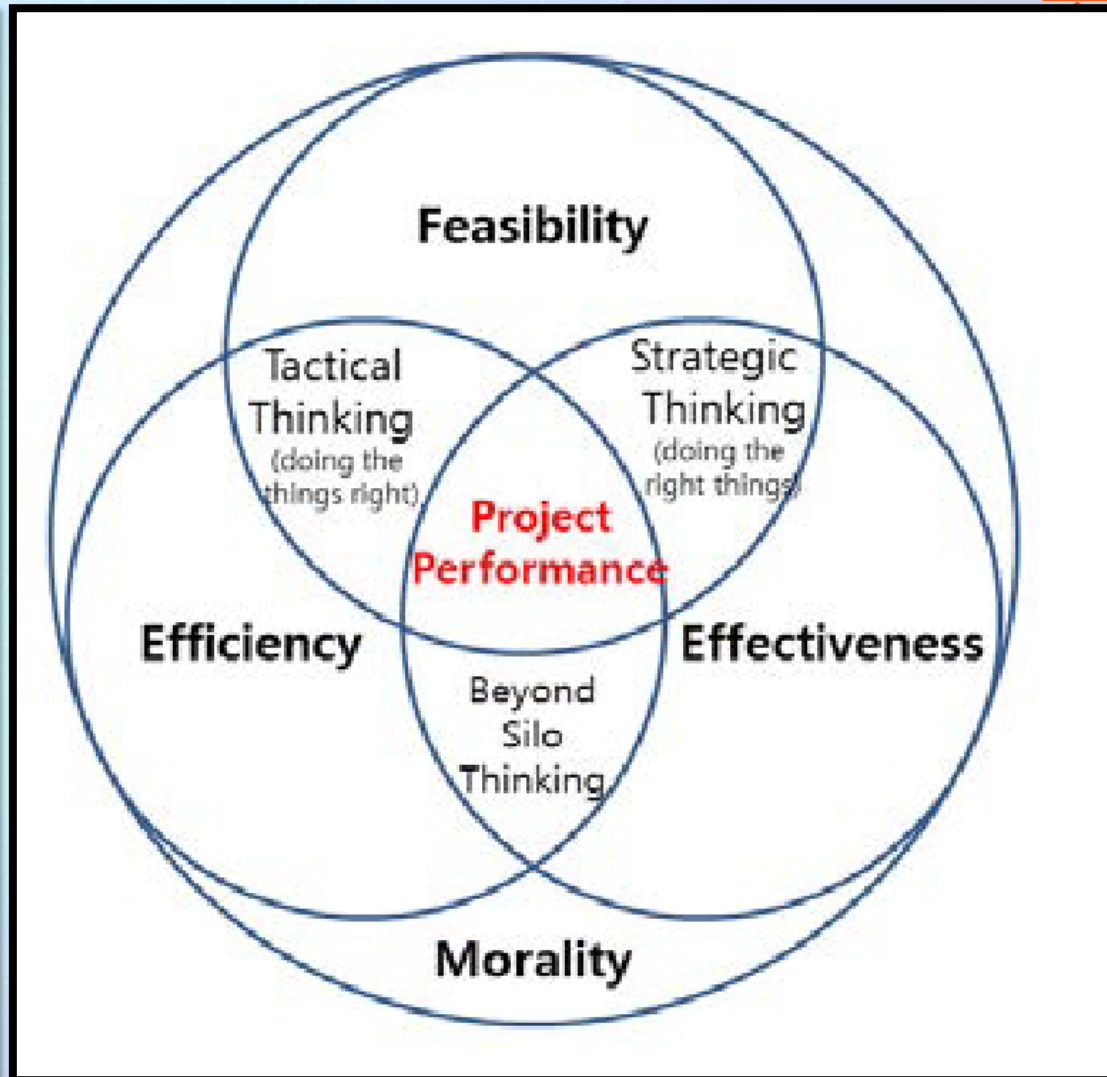 Feasibility
Tactical
Thinking
(doing the
things right)
Strategic
Thinking
(doing the
right things)
Project
Performance
Efficiency
Effectiveness
Beyond
Silo
Thinking
Morality